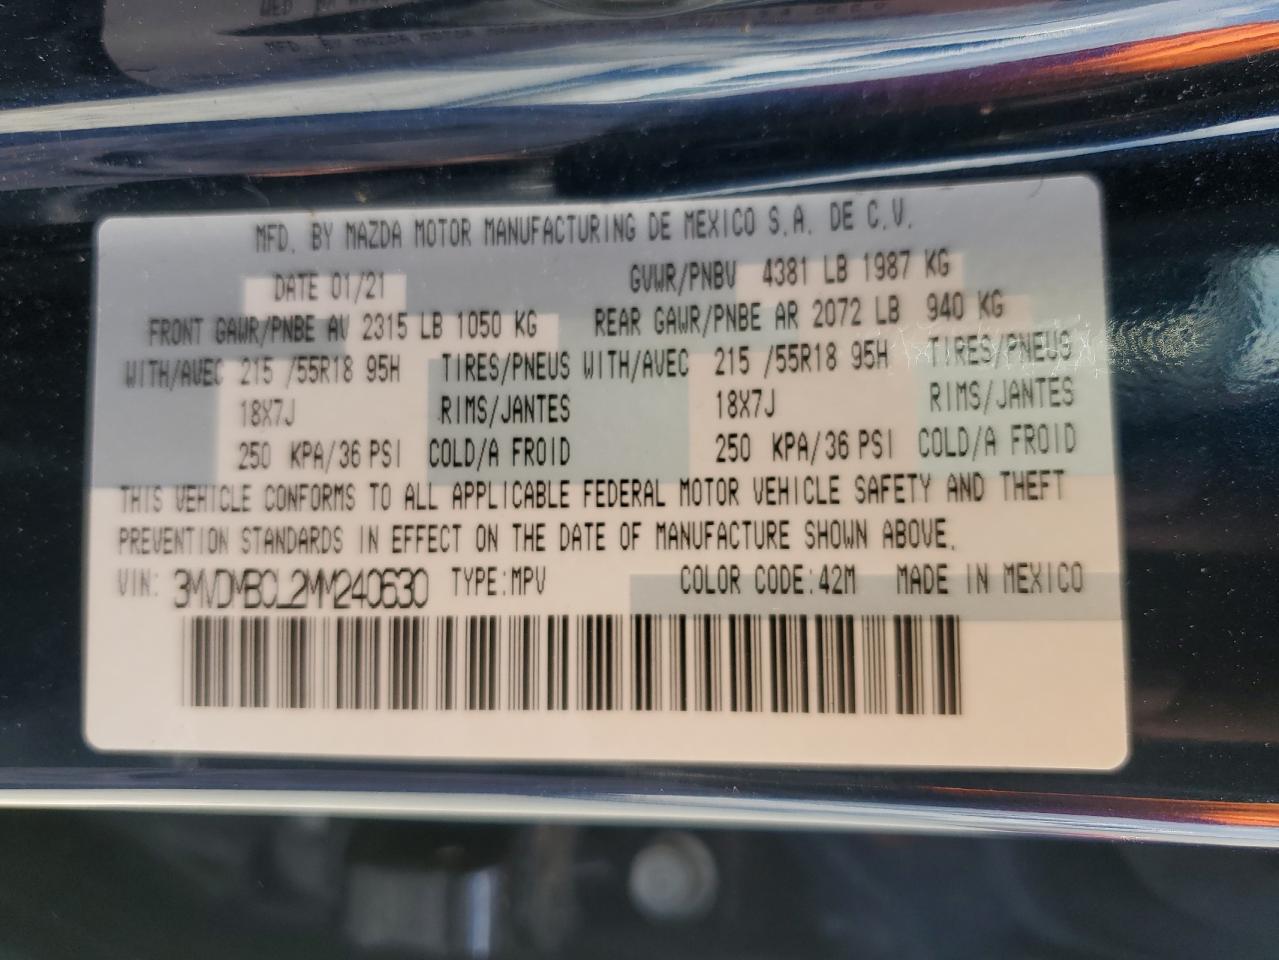 MFD. BY MAZDA MOTOR MANUFACTURING DE MEXICO S.A. DE C.V.
DATE 01/21 GVWR/PNBV 4381 LB 1987 KG
FRONT GAWR/PNBE AV 2315 LB 1050 KG REAR GAWR/PNBE AR 2072 LB 940 KG
WITH/AVEC 215 /55R18 95H TIRES/PNEUS WITH/AVEC 215 /55R18 95H TIRES/PNEUS
18X7J RIMS/JANTES 18X7J RIMS/JANTES
250 KPA/36 PSI COLD/A FROID 250 KPA/36 PSI COLD/A FROID
THIS VEHICLE CONFORMS TO ALL APPLICABLE FEDERAL MOTOR VEHICLE SAFETY AND THEFT
PREVENTION STANDARDS IN EFFECT ON THE DATE OF MANUFACTURE SHOWN ABOVE.
VIN: 3MVDMBCL2MM240630 TYPE:MPV COLOR CODE:42M MADE IN MEXICO